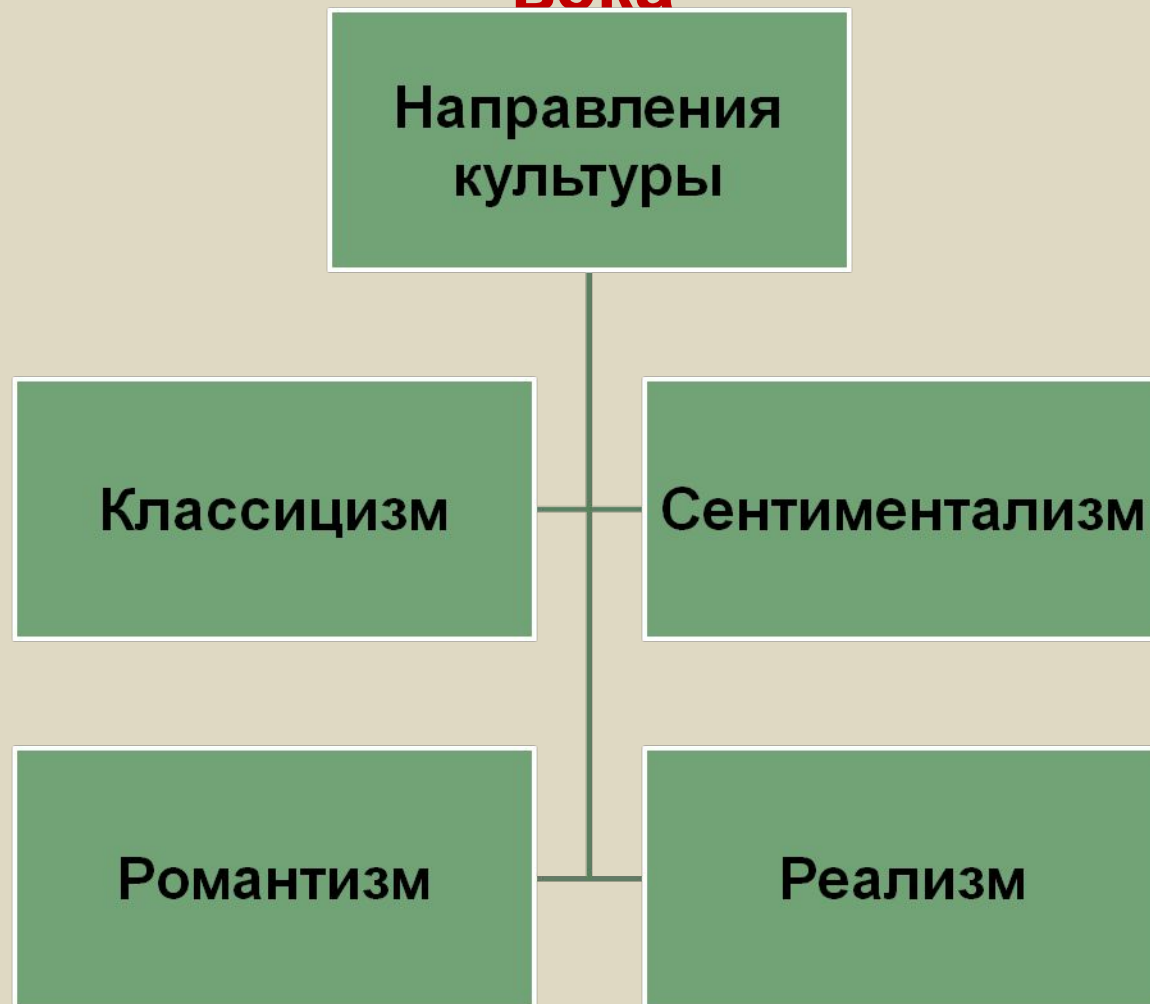 Направления
культуры
Классицизм
Сентиментализм
Романтизм
Реализм